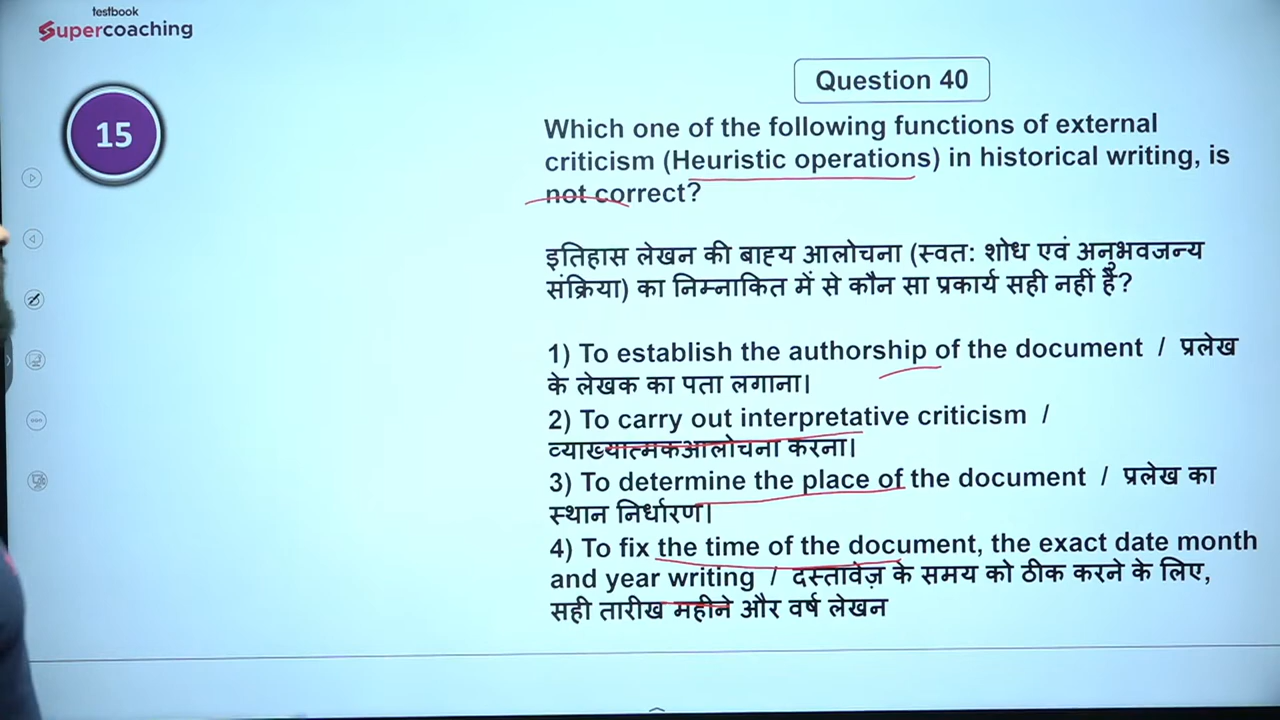 testbook
Supercoaching
15
Question 40
Which one of the following functions of external
criticism (Heuristic operations) in historical writing, is
not correct?
इतिहास लेखन की बाह्य आलोचना (स्वत: शोध एवं अनुभवजन्य
संक्रिया) का निम्नाकित में से कौन सा प्रकार्य सही नहीं है?
1) To establish the authorship of the document / प्रलेख
के लेखक का पता लगाना।
2) To carry out interpretative criticism /
व्याख्यात्मकआलोचना करना।
3) To determine the place of the document / प्रलेख का
स्थान निर्धारण।
4) To fix the time of the document, the exact date month
and year writing / दस्तावेज़ के समय को ठीक करने के लिए,
सही तारीख महीने और वर्ष लेखन